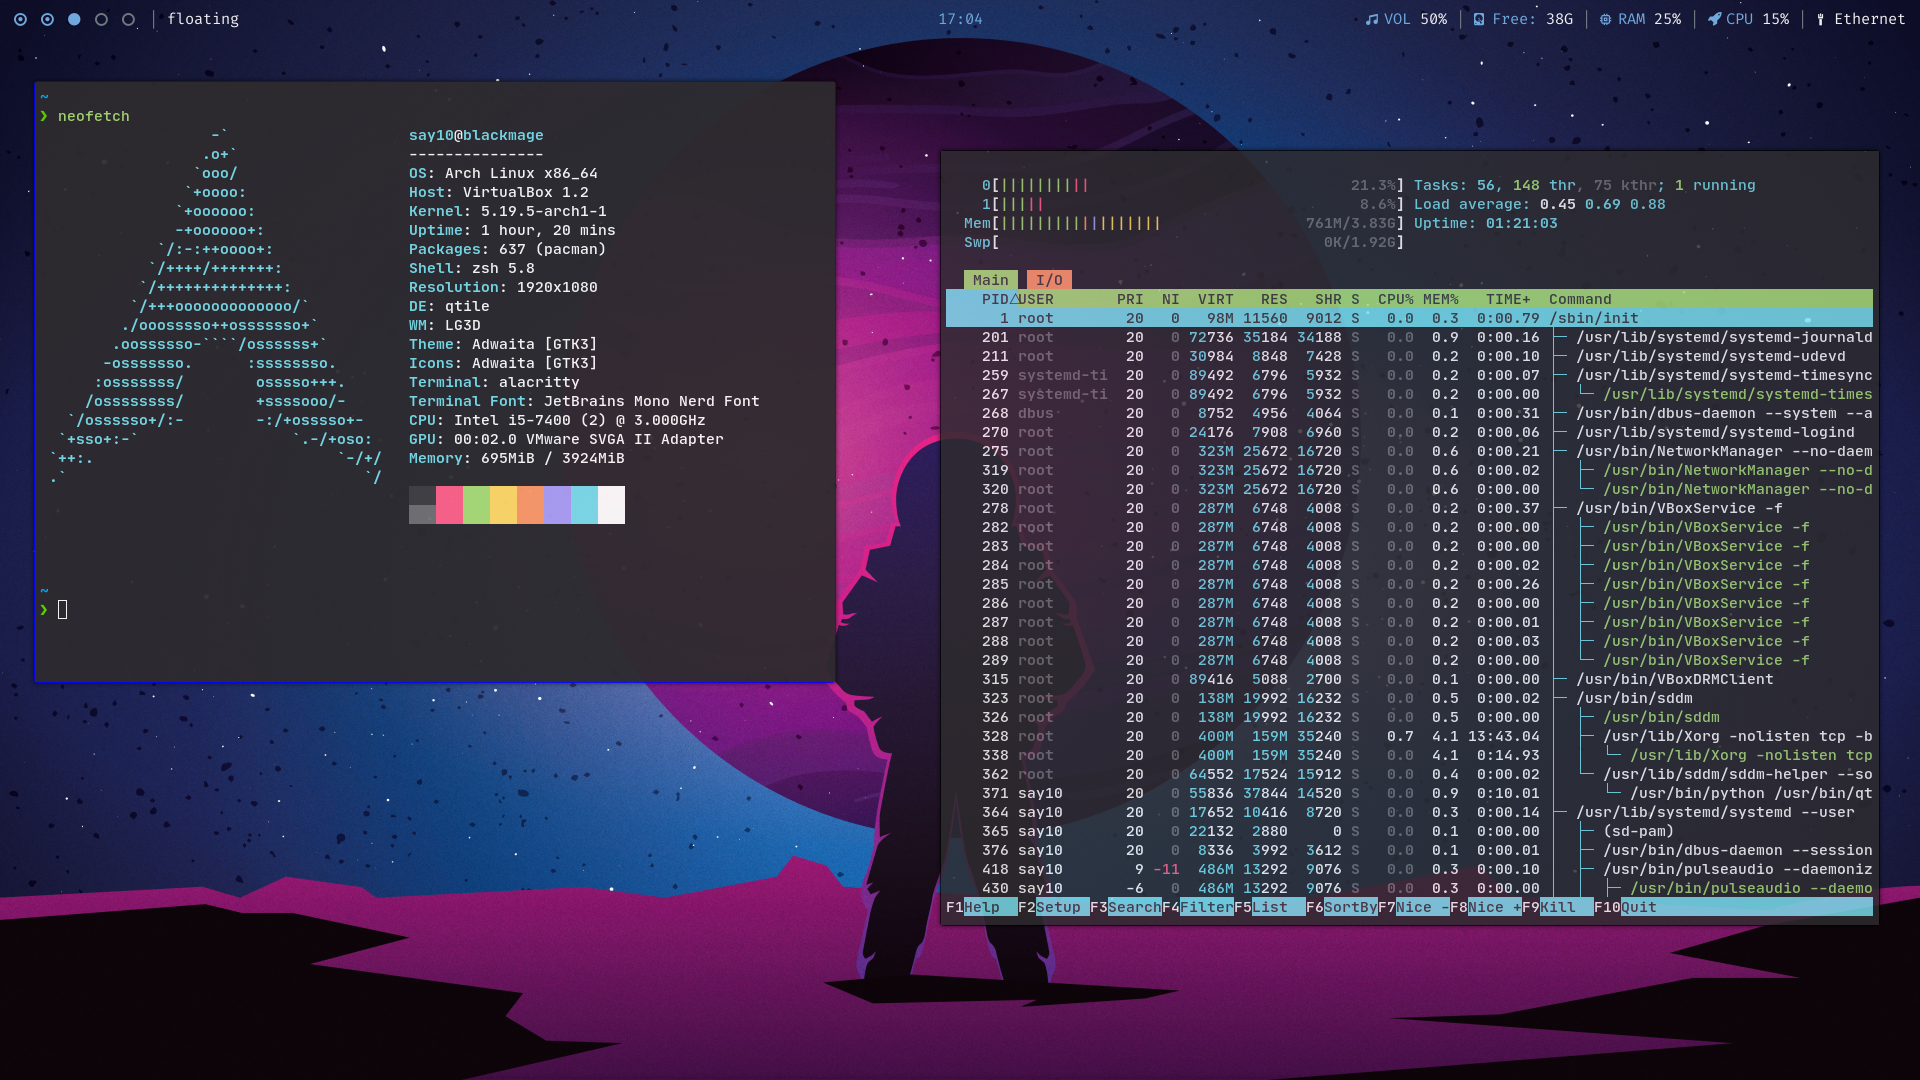 floating
17:04
VOL 50% Free: 38G RAM 25% CPU 15% Ethernet
~
❯ neofetch
-`
.o+`
`ooo/
`+oooo:
`+oooooo:
-+oooooo+:
`/:-:++oooo+:
`/++++/+++++++:
`/++++++++++++++:
`/+++ooooooooooooo/`
./ooosssso++osssssso+`
.oossssso-````/ossssss+`
-osssssso. :ssssssso.
:osssssss/ osssso+++.
/ossssssss/ +ssssooo/-
`/ossssso+/:- -:/+osssso+-
`+sso+:-` `.-/+oso:
`++:. `-/+/
.` `/
say10@blackmage
---------------
OS: Arch Linux x86_64
Host: VirtualBox 1.2
Kernel: 5.19.5-arch1-1
Uptime: 1 hour, 20 mins
Packages: 637 (pacman)
Shell: zsh 5.8
Resolution: 1920x1080
DE: qtile
WM: LG3D
Theme: Adwaita [GTK3]
Icons: Adwaita [GTK3]
Terminal: alacritty
Terminal Font: JetBrains Mono Nerd Font
CPU: Intel i5-7400 (2) @ 3.000GHz
GPU: 00:02.0 VMware SVGA II Adapter
Memory: 695MiB / 3924MiB
~
❯
0[|||||||||| 21.3%] Tasks: 56, 148 thr, 75 kthr; 1 running
1[||||| 8.6%] Load average: 0.45 0.69 0.88
Mem[|||||||||||||||||| 761M/3.83G] Uptime: 01:21:03
Swp[ 0K/1.92G]
Main I/O
PID△USER PRI NI VIRT RES SHR S CPU% MEM% TIME+ Command
1 root 20 0 98M 11560 9012 S 0.0 0.3 0:00.79 /sbin/init
201 root 20 0 72736 35184 34188 S 0.0 0.9 0:00.16 ├─ /usr/lib/systemd/systemd-journald
211 root 20 0 30984 8848 7428 S 0.0 0.2 0:00.10 ├─ /usr/lib/systemd/systemd-udevd
259 systemd-ti 20 0 89492 6796 5932 S 0.0 0.2 0:00.07 ├─ /usr/lib/systemd/systemd-timesync
267 systemd-ti 20 0 89492 6796 5932 S 0.0 0.2 0:00.00 │ └─ /usr/lib/systemd/systemd-times
268 dbus 20 0 8752 4956 4064 S 0.0 0.1 0:00.31 ├─ /usr/bin/dbus-daemon --system --a
270 root 20 0 24176 7908 6960 S 0.0 0.2 0:00.06 ├─ /usr/lib/systemd/systemd-logind
275 root 20 0 323M 25672 16720 S 0.0 0.6 0:00.21 ├─ /usr/bin/NetworkManager --no-daem
319 root 20 0 323M 25672 16720 S 0.0 0.6 0:00.02 │ ├─ /usr/bin/NetworkManager --no-d
320 root 20 0 323M 25672 16720 S 0.0 0.6 0:00.00 │ └─ /usr/bin/NetworkManager --no-d
278 root 20 0 287M 6748 4008 S 0.0 0.2 0:00.37 ├─ /usr/bin/VBoxService -f
282 root 20 0 287M 6748 4008 S 0.0 0.2 0:00.00 │ ├─ /usr/bin/VBoxService -f
283 root 20 0 287M 6748 4008 S 0.0 0.2 0:00.00 │ ├─ /usr/bin/VBoxService -f
284 root 20 0 287M 6748 4008 S 0.0 0.2 0:00.02 │ ├─ /usr/bin/VBoxService -f
285 root 20 0 287M 6748 4008 S 0.0 0.2 0:00.26 │ ├─ /usr/bin/VBoxService -f
286 root 20 0 287M 6748 4008 S 0.0 0.2 0:00.00 │ ├─ /usr/bin/VBoxService -f
287 root 20 0 287M 6748 4008 S 0.0 0.2 0:00.01 │ ├─ /usr/bin/VBoxService -f
288 root 20 0 287M 6748 4008 S 0.0 0.2 0:00.03 │ ├─ /usr/bin/VBoxService -f
289 root 20 0 287M 6748 4008 S 0.0 0.2 0:00.00 │ └─ /usr/bin/VBoxService -f
315 root 20 0 89416 5088 2700 S 0.0 0.1 0:00.00 ├─ /usr/bin/VBoxDRMClient
323 root 20 0 138M 19992 16232 S 0.0 0.5 0:00.02 ├─ /usr/bin/sddm
326 root 20 0 138M 19992 16232 S 0.0 0.5 0:00.00 │ ├─ /usr/bin/sddm
328 root 20 0 400M 159M 35240 S 0.7 4.1 13:43.04 │ ├─ /usr/lib/Xorg -nolisten tcp -b
338 root 20 0 400M 159M 35240 S 0.0 4.1 0:14.93 │ │ └─ /usr/lib/Xorg -nolisten tcp
362 root 20 0 64552 17524 15912 S 0.0 0.4 0:00.02 │ └─ /usr/lib/sddm/sddm-helper --so
371 say10 20 0 55836 37844 14520 S 0.0 0.9 0:10.01 │ └─ /usr/bin/python /usr/bin/qt
364 say10 20 0 17652 10416 8720 S 0.0 0.3 0:00.14 ├─ /usr/lib/systemd/systemd --user
365 say10 20 0 22132 2880 0 S 0.0 0.1 0:00.00 │ ├─ (sd-pam)
376 say10 20 0 8336 3992 3612 S 0.0 0.1 0:00.01 │ ├─ /usr/bin/dbus-daemon --session
418 say10 9 -11 486M 13292 9076 S 0.0 0.3 0:00.10 │ ├─ /usr/bin/pulseaudio --daemoniz
430 say10 -6 0 486M 13292 9076 S 0.0 0.3 0:00.00 │ │ ├─ /usr/bin/pulseaudio --daemo
F1Help F2Setup F3SearchF4FilterF5List F6SortByF7Nice -F8Nice +F9Kill F10Quit